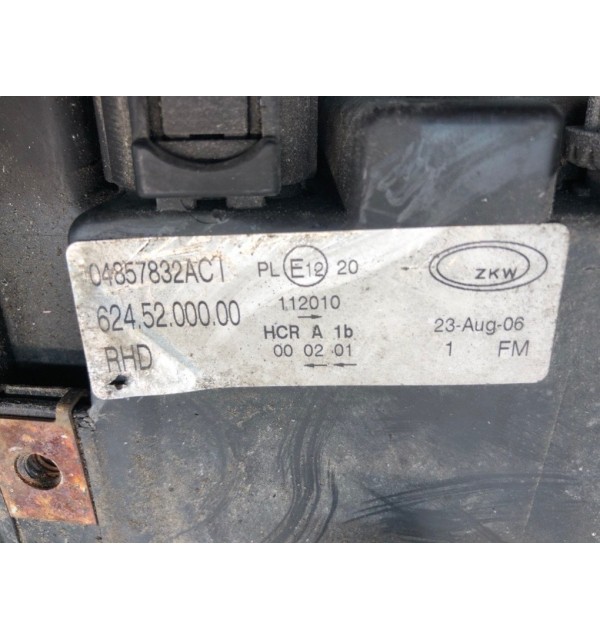 04857832AC1
624.52.000.00
RHD
PL E12 20
112010
→
HCR A 1b
00 02 01
← ←
ZKW
23-Aug-06
1 FM